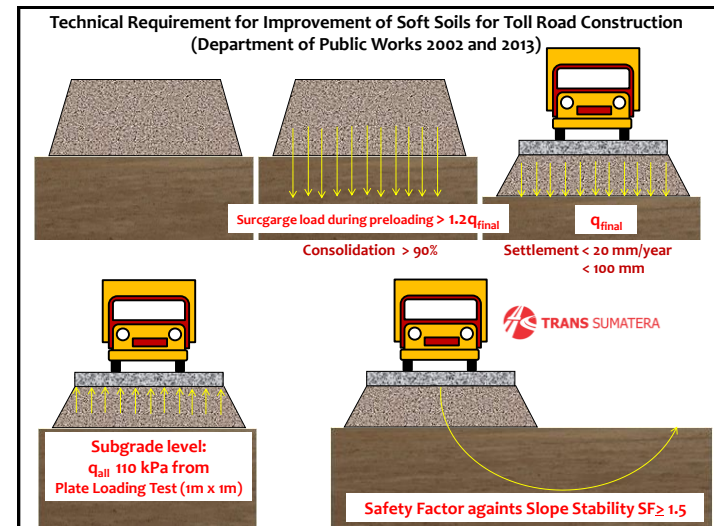 Technical Requirement for Improvement of Soft Soils for Toll Road Construction
(Department of Public Works 2002 and 2013)
Surcgarge load during preloading > 1.2qfinal
Consolidation > 90%
qfinal
Settlement < 20 mm/year
< 100 mm
TRANS SUMATERA
Subgrade level:
qall 110 kPa from
Plate Loading Test (1m x 1m)
Safety Factor againts Slope Stability SF≥ 1.5